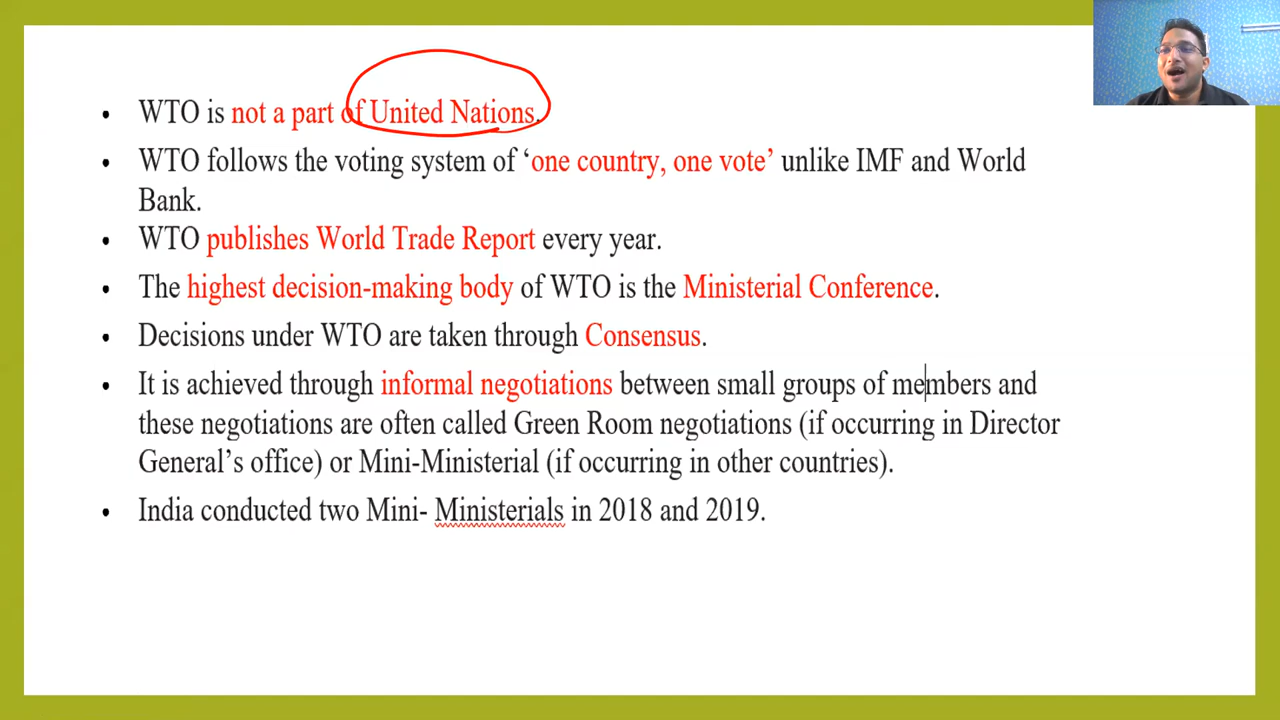 • WTO is not a part of United Nations.
• WTO follows the voting system of ‘one country, one vote’ unlike IMF and World
Bank.
• WTO publishes World Trade Report every year.
• The highest decision-making body of WTO is the Ministerial Conference.
• Decisions under WTO are taken through Consensus.
• It is achieved through informal negotiations between small groups of members and
these negotiations are often called Green Room negotiations (if occurring in Director
General’s office) or Mini-Ministerial (if occurring in other countries).
• India conducted two Mini- Ministerials in 2018 and 2019.